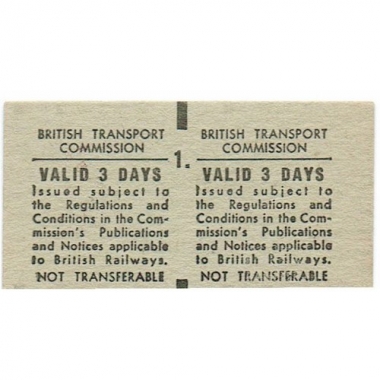 BRITISH TRANSPORT
COMMISSION
VALID 3 DAYS
Issued subject to
the Regulations and
Conditions in the Com-
mission's Publications
and Notices applicable
to British Railways.
NOT TRANSFERABLE
1.
BRITISH TRANSPORT
COMMISSION
VALID 3 DAYS
Issued subject to
the Regulations and
Conditions in the Com-
mission's Publications
and Notices applicable
to British Railways.
NOT TRANSFERABLE